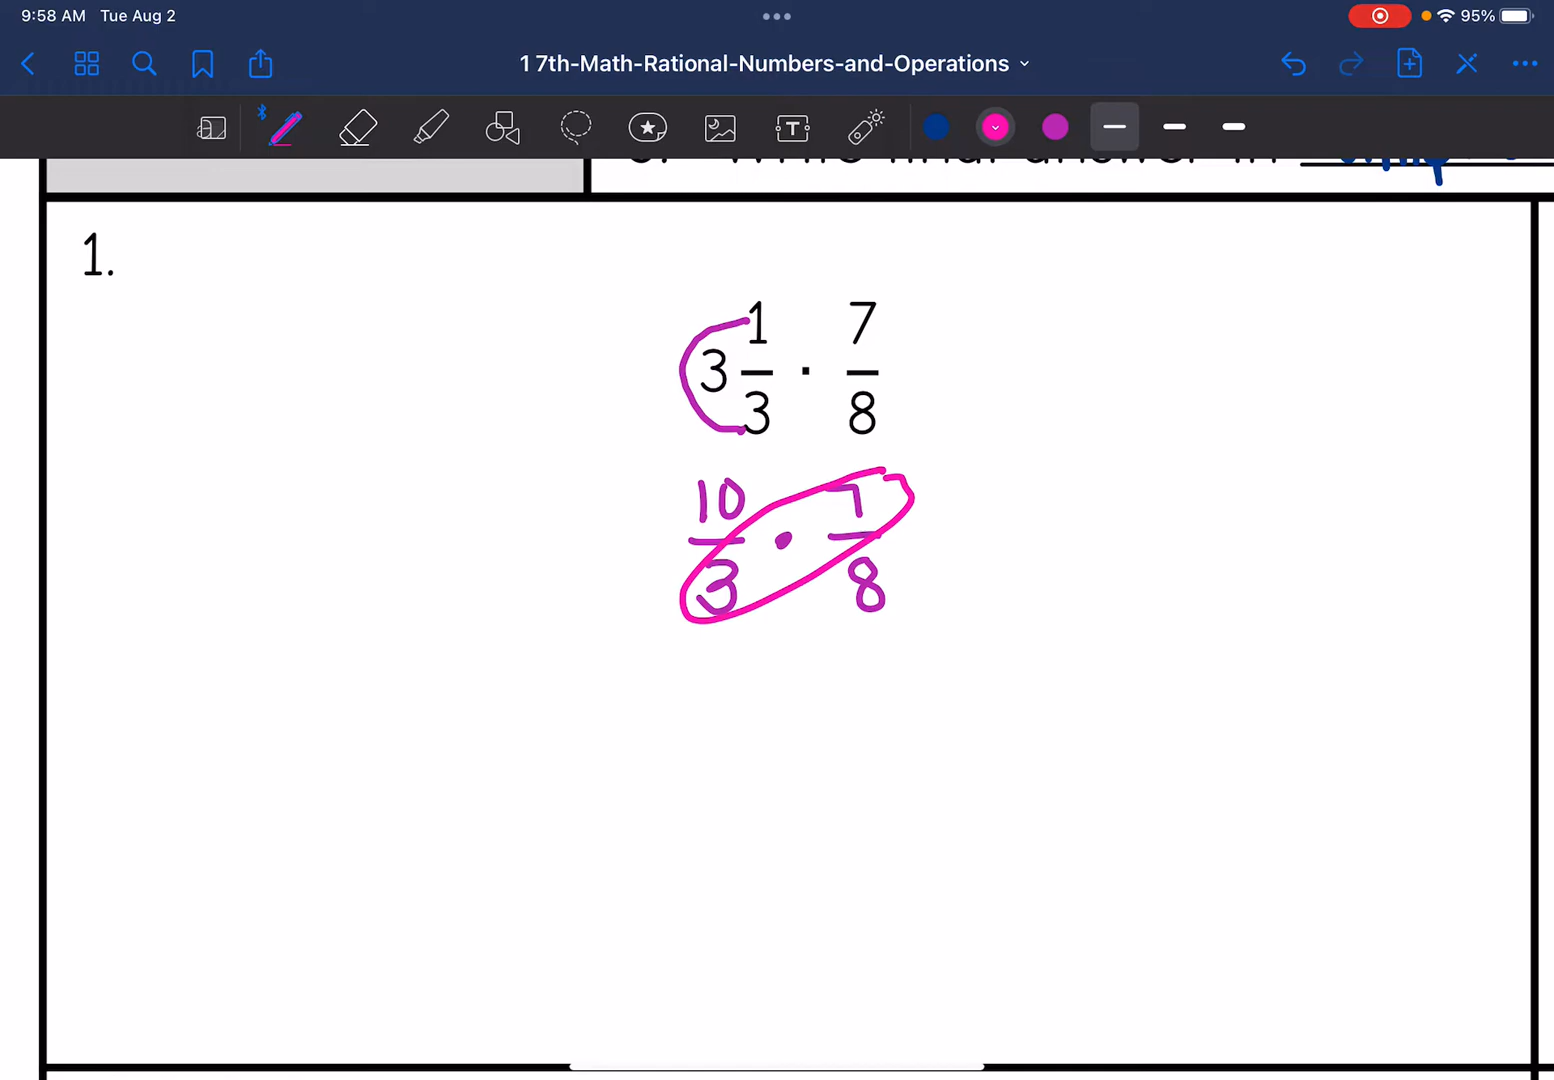 9:58 AM Tue Aug 2
95%
1 7th-Math-Rational-Numbers-and-Operations
1.
3 1/3 · 7/8
10/3 · 7/8